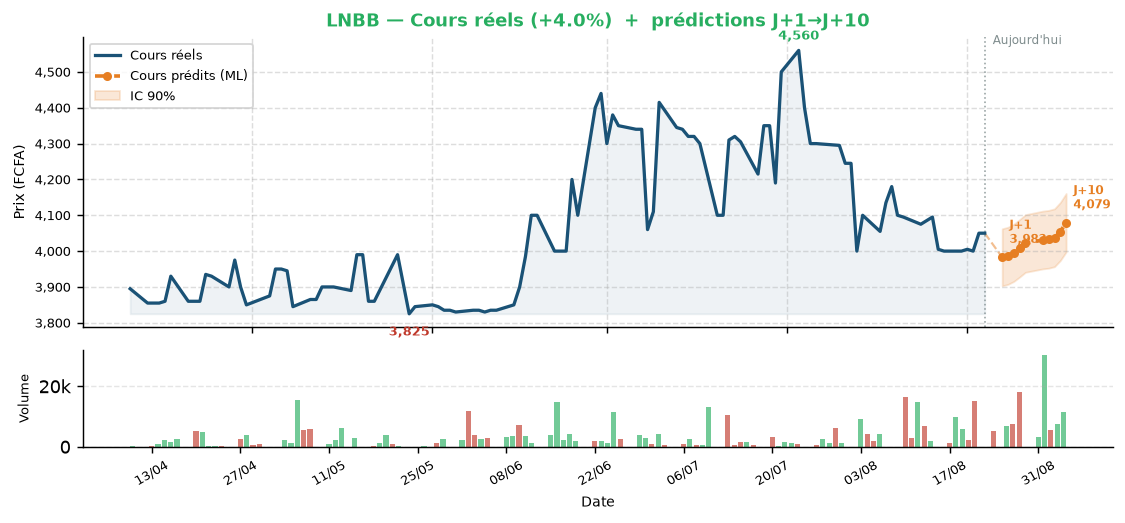 LNBB — Cours réels (+4.0%)  +  prédictions J+1→J+10
4,560
Aujourd'hui
Cours réels
Cours prédits (ML)
IC 90%
Prix (FCFA)
4,500
4,400
4,300
4,200
4,100
4,000
3,900
3,800
J+10
4,079
J+1
3,983
3,825
Volume
20k
0
13/04
27/04
11/05
25/05
08/06
22/06
06/07
20/07
03/08
17/08
31/08
Date